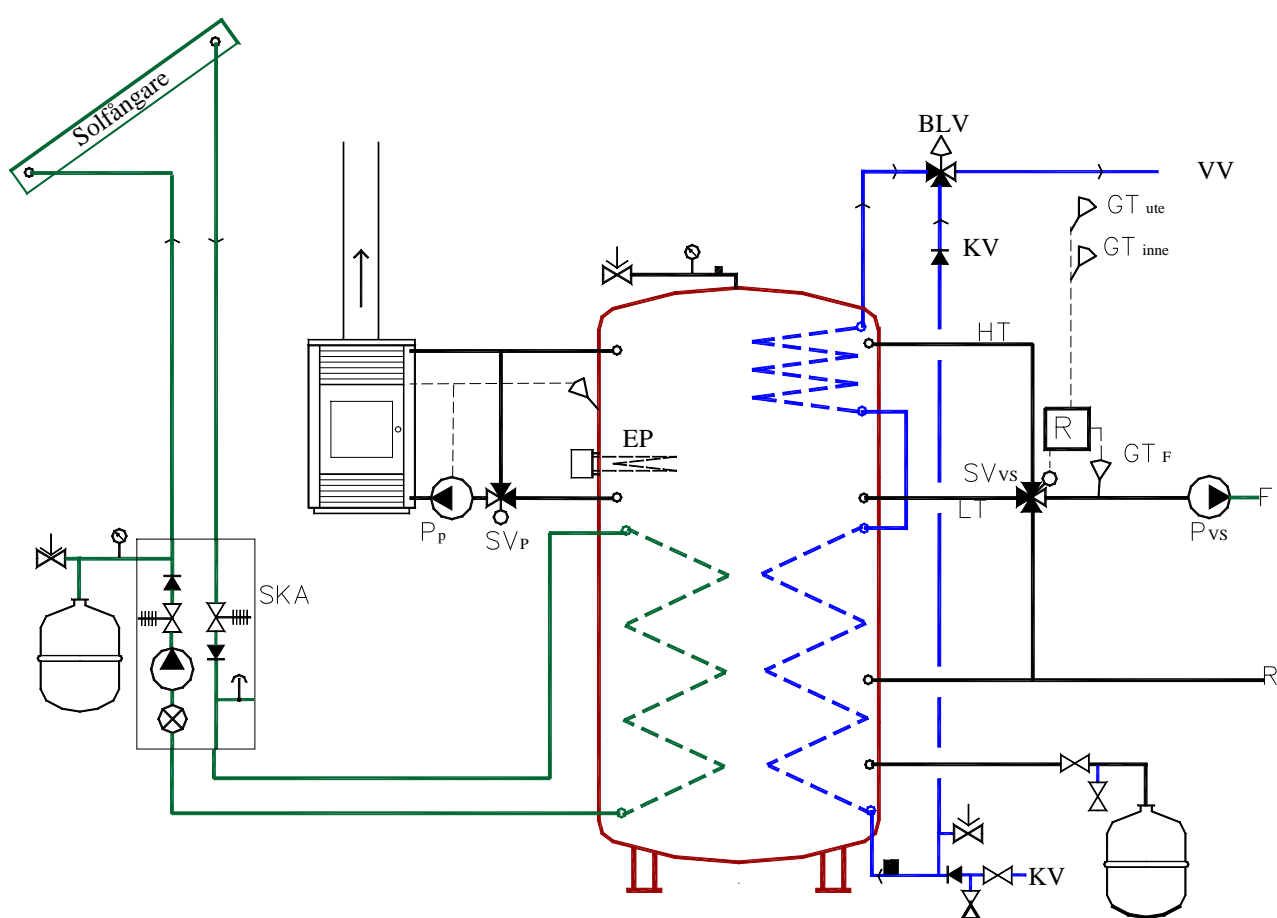 Solfångare
BLV
VV
GT ute
KV
GT inne
HT
R
EP
GT F
SVvs
LT
F
Pp
SVP
Pvs
SKA
R
KV